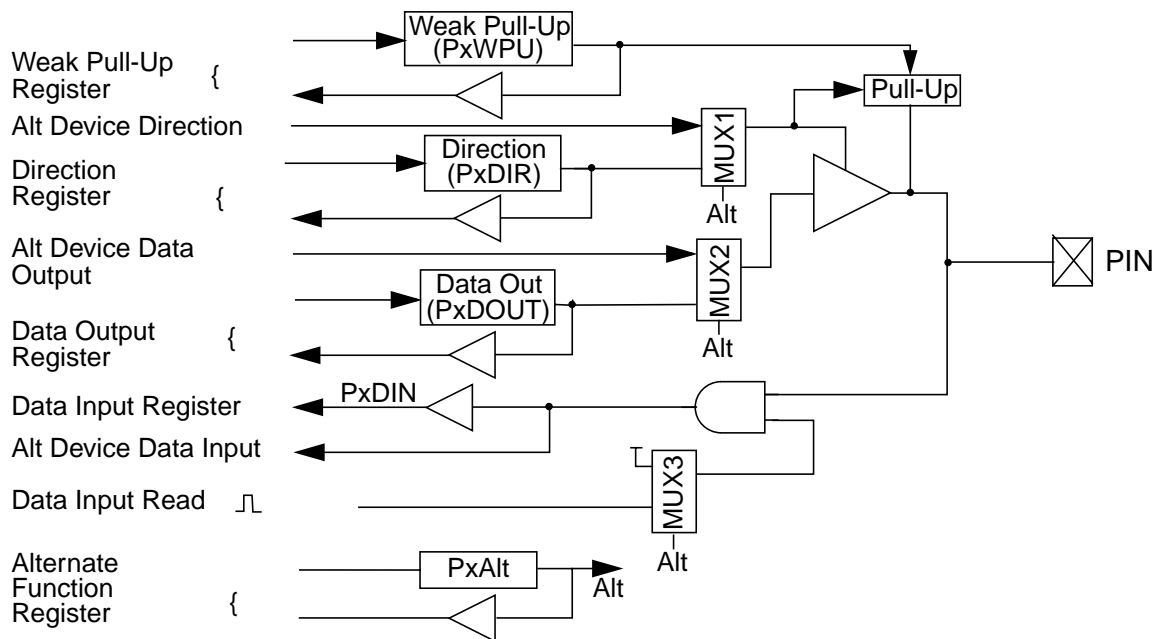 Weak Pull-Up
(PxWPU)
Weak Pull-Up
Register {
Pull-Up
Alt Device Direction
MUX1
Direction
(PxDIR)
Direction
Register {
Alt
Alt Device Data
Output
MUX2
Data Out
(PxDOUT)
PIN
Data Output
Register {
Alt
PxDIN
Data Input Register
Alt Device Data Input
MUX3
Data Input Read
Alt
Alternate
Function
Register {
PxAlt
Alt